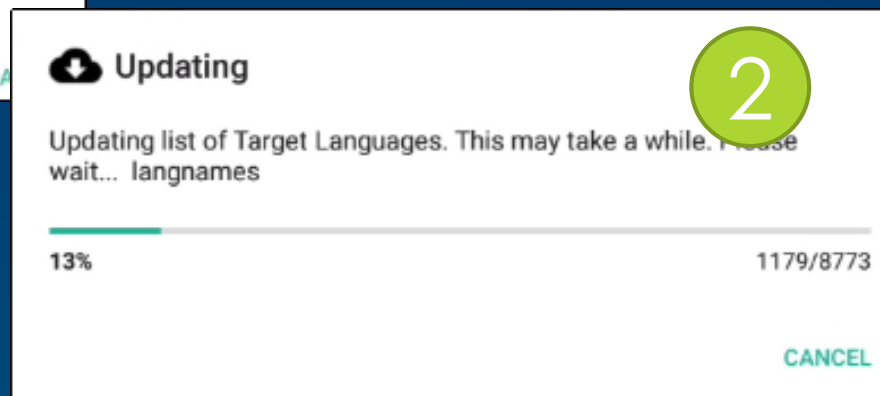 Updating
2
Updating list of Target Languages. This may take a while.
wait... langnames
13%
1179/8773
CANCEL